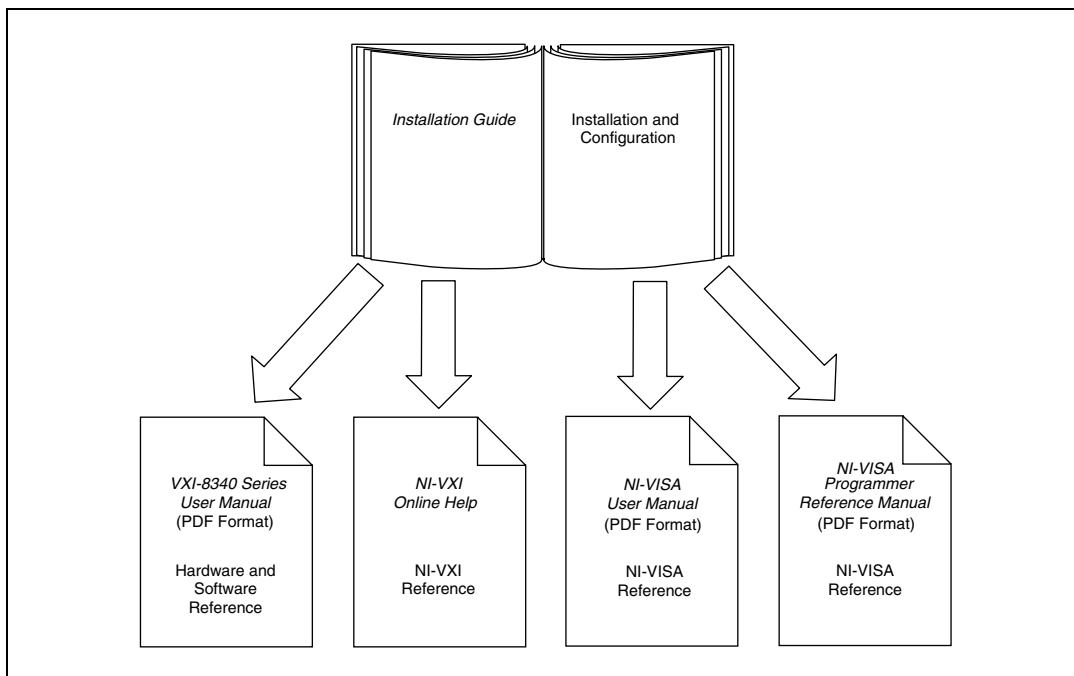 Installation Guide
Installation and
Configuration
VXI-8340 Series
User Manual
(PDF Format)
Hardware and
Software
Reference
NI-VXI
Online Help
NI-VXI
Reference
NI-VISA
User Manual
(PDF Format)
NI-VISA
Reference
NI-VISA
Programmer
Reference Manual
(PDF Format)
NI-VISA
Reference